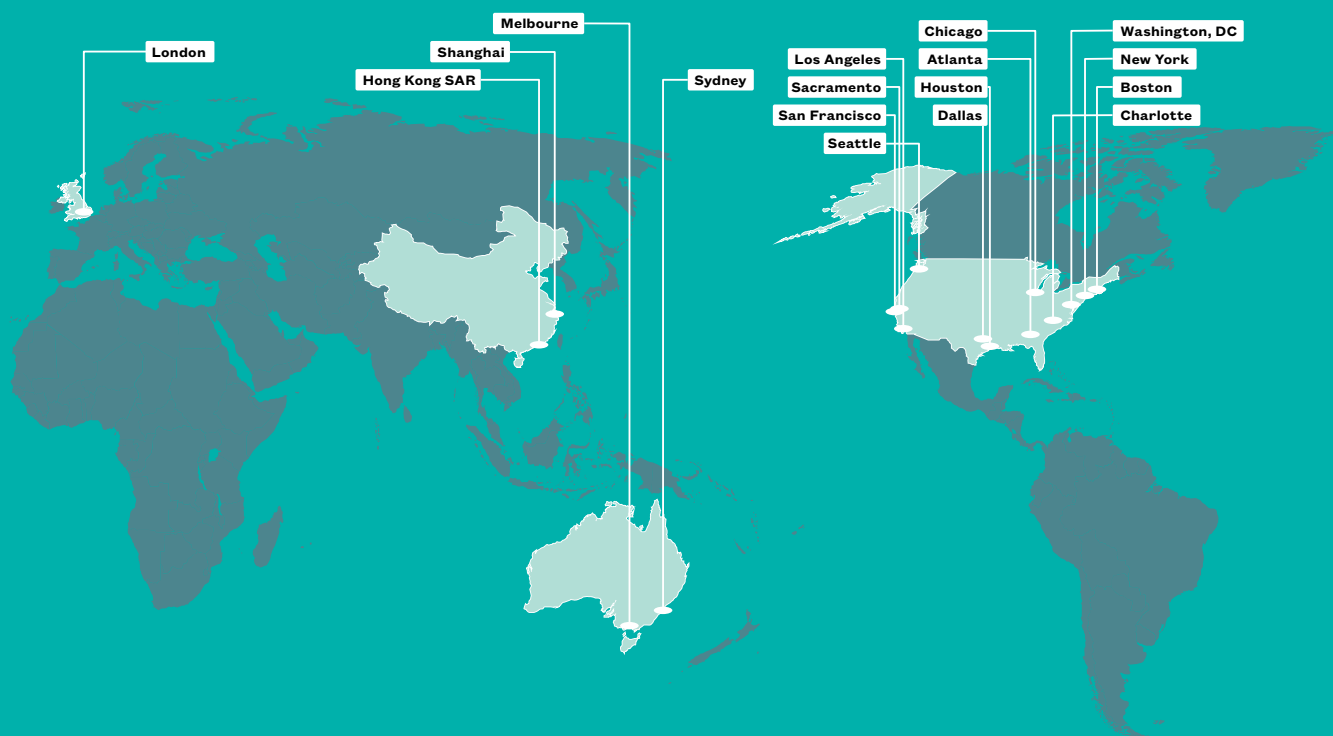 Melbourne
London
Shanghai
Hong Kong SAR
Sydney
Chicago
Los Angeles
Atlanta
Sacramento
Houston
San Francisco
Dallas
Seattle
Washington, DC
New York
Boston
Charlotte